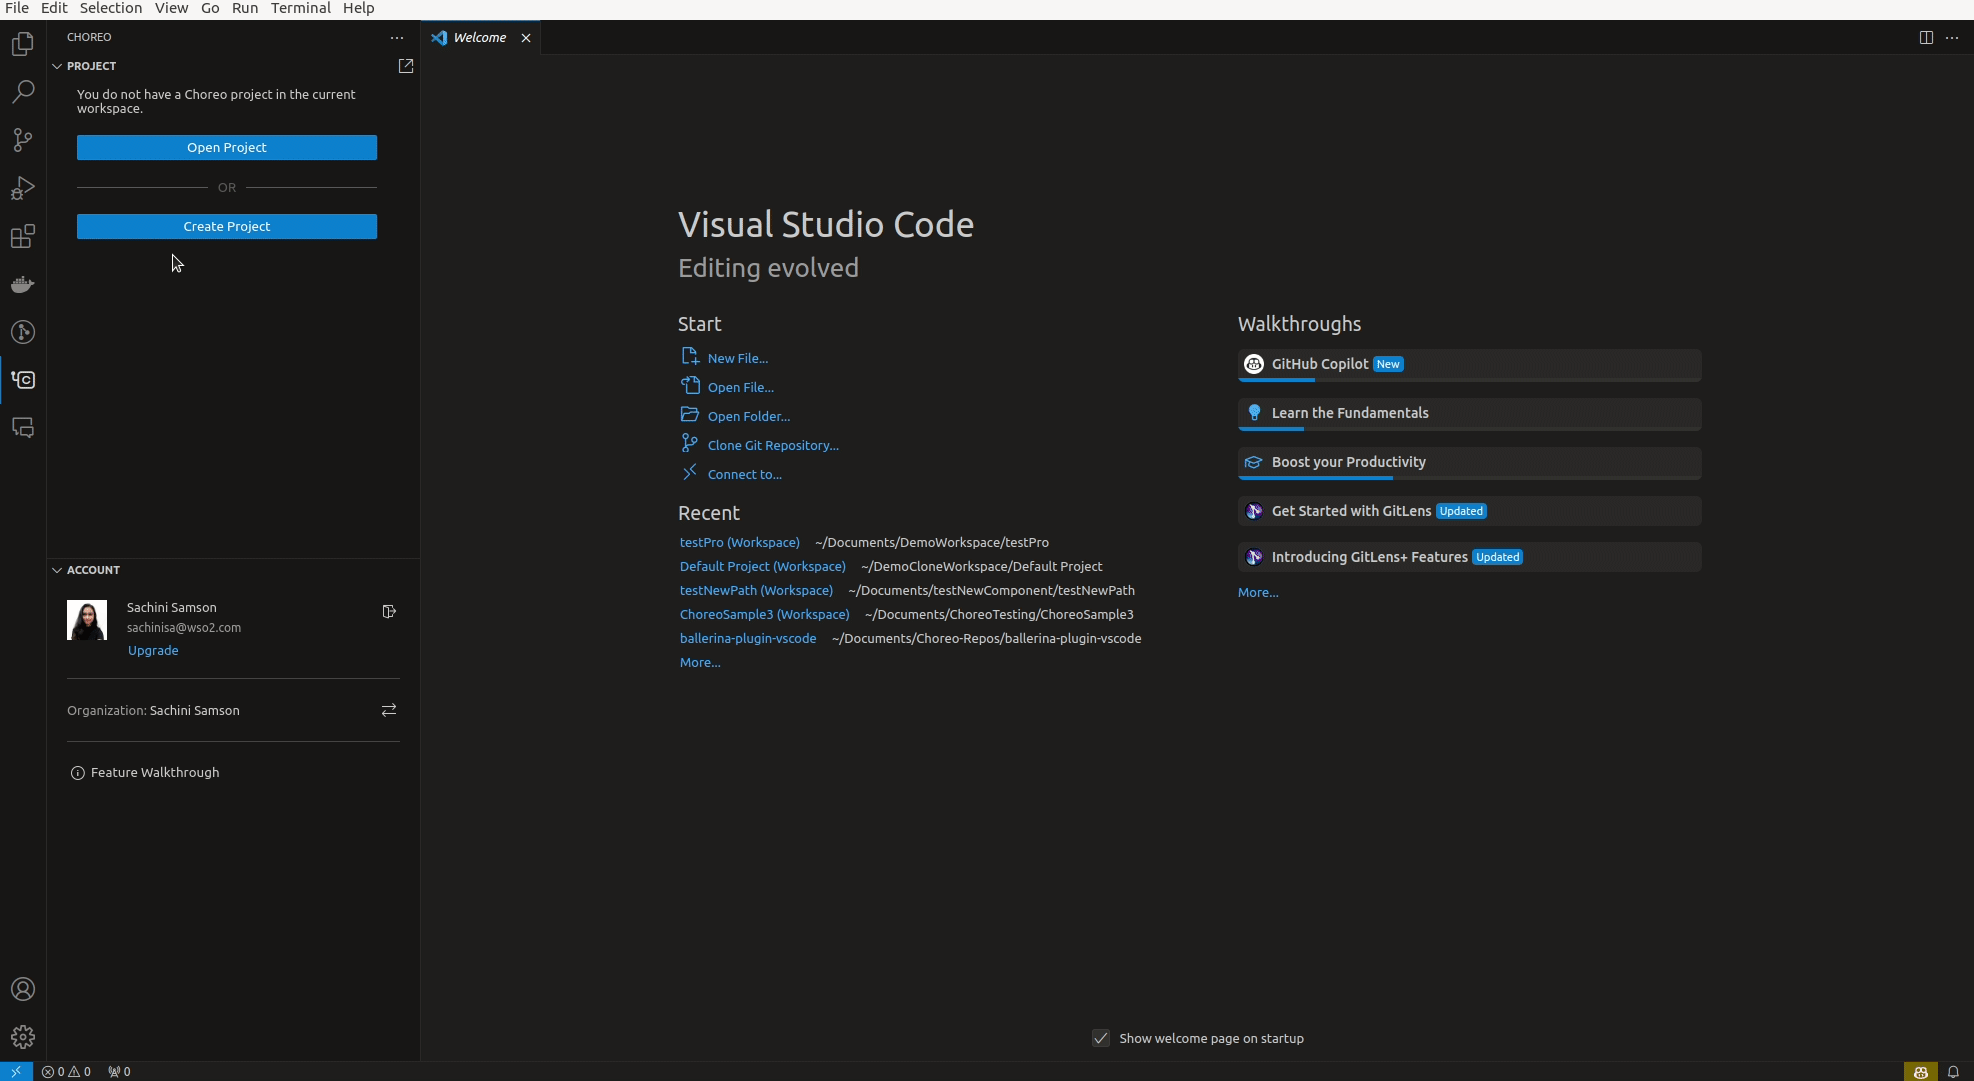 File Edit Selection View Go Run Terminal Help
CHOREO
Welcome
PROJECT
You do not have a Choreo project in the current
workspace.
Open Project
OR
Create Project
Visual Studio Code
Editing evolved
Start
New File...
Open File...
Open Folder...
Clone Git Repository...
Connect to...
Recent
testPro (Workspace) ~/Documents/DemoWorkspace/testPro
Default Project (Workspace) ~/DemoCloneWorkspace/Default Project
testNewPath (Workspace) ~/Documents/testNewComponent/testNewPath
ChoreoSample3 (Workspace) ~/Documents/ChoreoTesting/ChoreoSample3
ballerina-plugin-vscode ~/Documents/Choreo-Repos/ballerina-plugin-vscode
More...
Walkthroughs
GitHub Copilot New
Learn the Fundamentals
Boost your Productivity
Get Started with GitLens Updated
Introducing GitLens+ Features Updated
More...
ACCOUNT
Sachini Samson
sachinisa@wso2.com
Upgrade
Organization: Sachini Samson
Feature Walkthrough
Show welcome page on startup
0 0 0